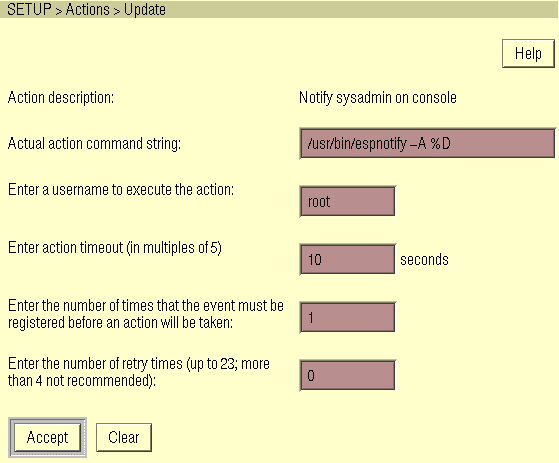 SETUP > Actions > Update
Help
Action description: Notify sysadmin on console
Actual action command string: /usr/bin/espnotify –A %D
Enter a username to execute the action: root
Enter action timeout (in multiples of 5) 10 seconds
Enter the number of times that the event must be
registered before an action will be taken: 1
Enter the number of retry times (up to 23; more
than 4 not recommended): 0
Accept Clear